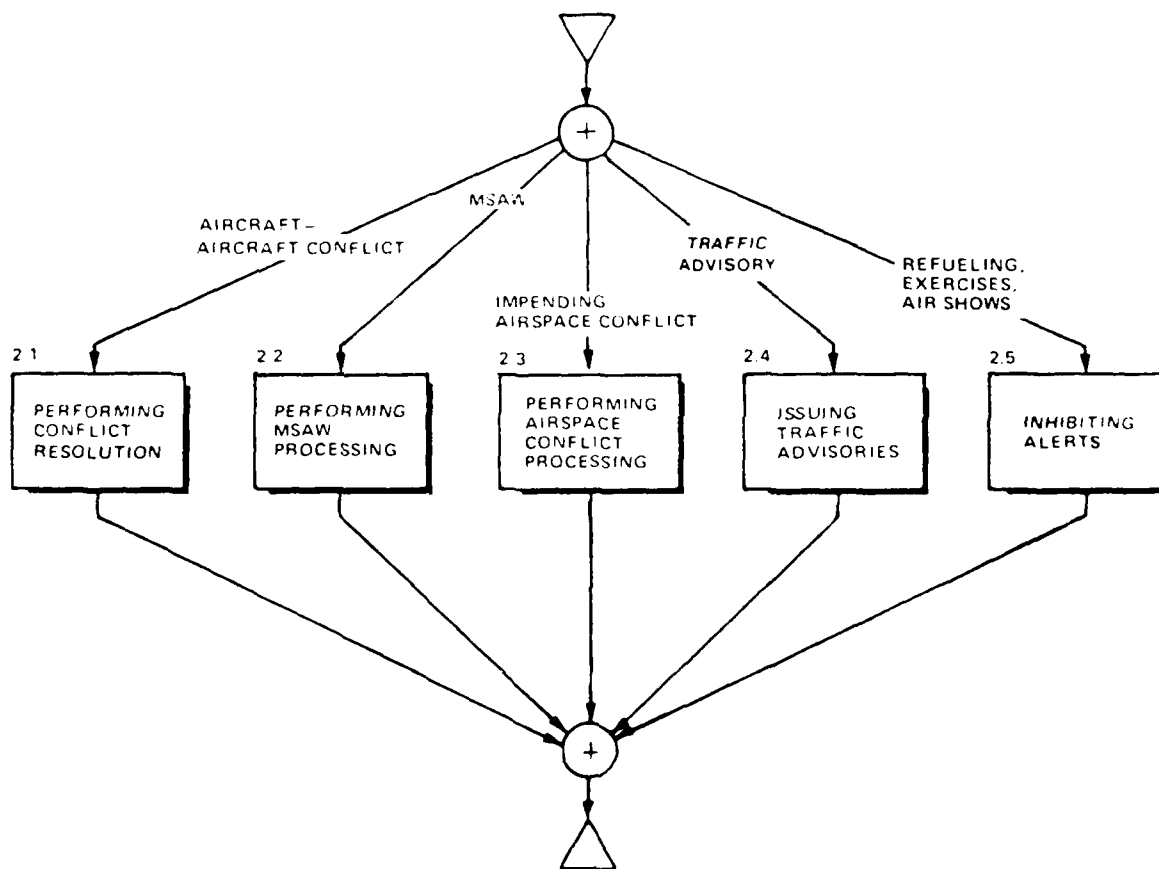 +
MSAW
AIRCRAFT–
AIRCRAFT CONFLICT
TRAFFIC
ADVISORY
REFUELING,
EXERCISES,
AIR SHOWS
IMPENDING
AIRSPACE CONFLICT
2.1
PERFORMING
CONFLICT
RESOLUTION
2.2
PERFORMING
MSAW
PROCESSING
2.3
PERFORMING
AIRSPACE
CONFLICT
PROCESSING
2.4
ISSUING
TRAFFIC
ADVISORIES
2.5
INHIBITING
ALERTS
+